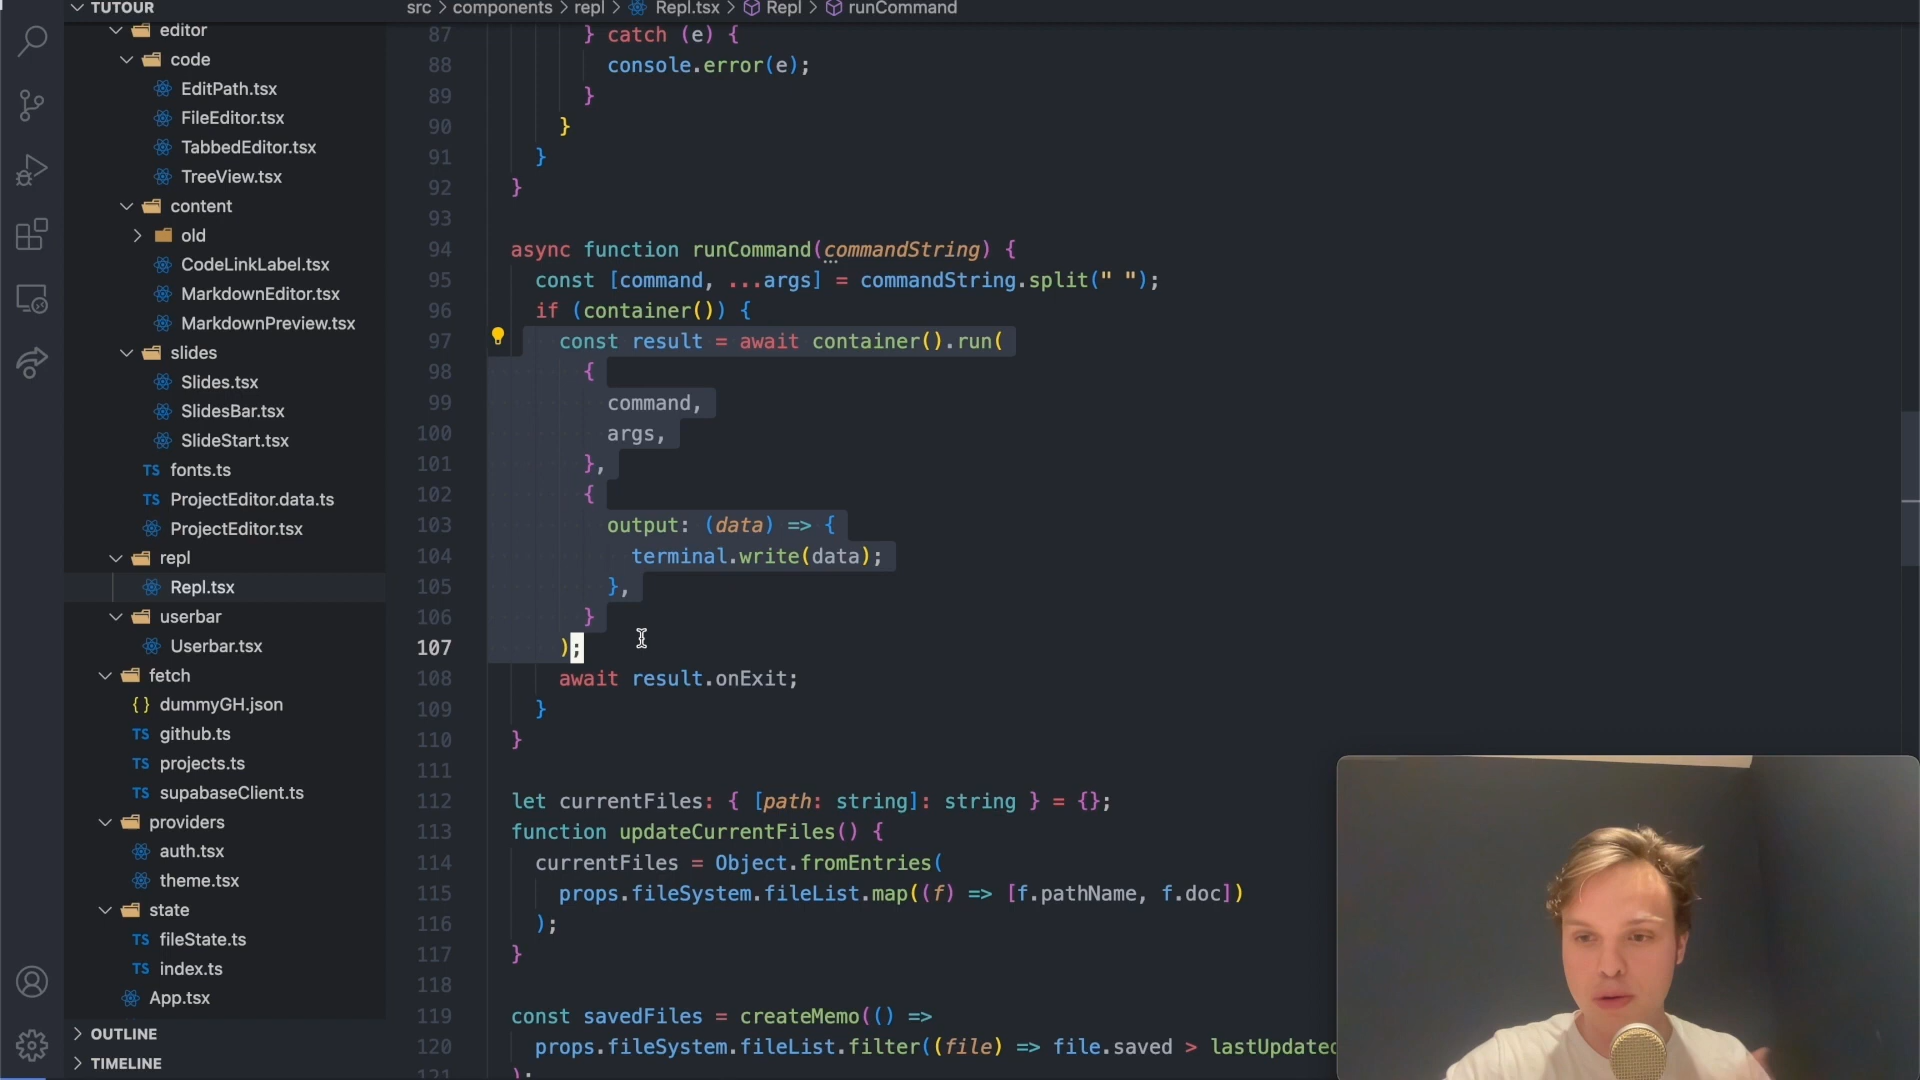 TUTOUR
editor
code
EditPath.tsx
FileEditor.tsx
TabbedEditor.tsx
TreeView.tsx
content
old
CodeLinkLabel.tsx
MarkdownEditor.tsx
MarkdownPreview.tsx
slides
Slides.tsx
SlidesBar.tsx
SlideStart.tsx
TS fonts.ts
TS ProjectEditor.data.ts
ProjectEditor.tsx
repl
Repl.tsx
userbar
Userbar.tsx
fetch
{} dummyGH.json
TS github.ts
TS projects.ts
TS supabaseClient.ts
providers
auth.tsx
theme.tsx
state
TS fileState.ts
TS index.ts
App.tsx
OUTLINE
TIMELINE
src > components > repl > Repl.tsx > Repl > runCommand
87 } catch (e) {
88 console.error(e);
89 }
90 }
91 }
92 }
93
94 async function runCommand(commandString) {
95 const [command, ...args] = commandString.split(" ");
96 if (container()) {
97 const result = await container().run(
98 {
99 command,
100 args,
101 },
102 {
103 output: (data) => {
104 terminal.write(data);
105 },
106 }
107 );
108 await result.onExit;
109 }
110 }
111
112 let currentFiles: { [path: string]: string } = {};
113 function updateCurrentFiles() {
114 currentFiles = Object.fromEntries(
115 props.fileSystem.fileList.map((f) => [f.pathName, f.doc])
116 );
117 }
118
119 const savedFiles = createMemo(() =>
120 props.fileSystem.fileList.filter((file) => file.saved > lastUpdated
121 );